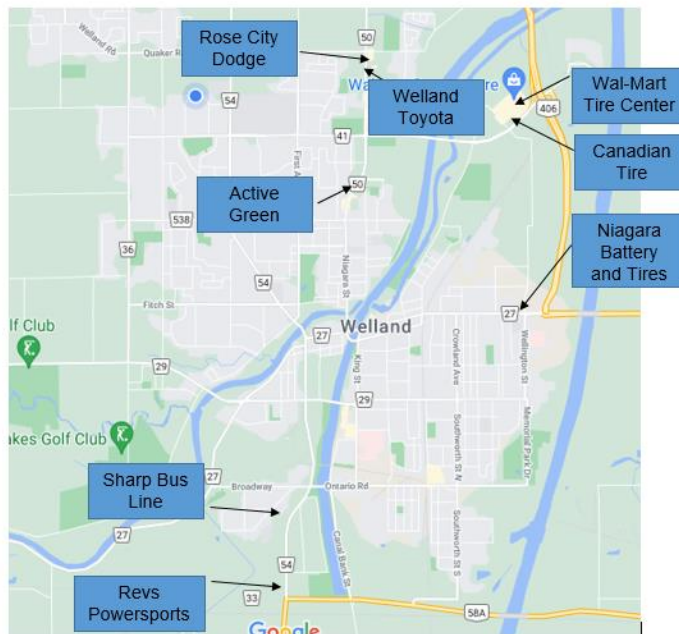 Welland Rd
Quaker R
Rose City
Dodge
50
Wa
re
Wal-Mart
Tire Center
54
Welland
Toyota
406
41
Canadian
Tire
First A
Active
Green
50
538
Niagara
Battery
and Tires
36
Niagara St
54
Fitch St
27
Welland
27
Crowland Ave
Wellington St
olf Club
29
King St
29
akes Golf Club
Southworth St N
Memorial Park Dr
Sharp Bus
Line
27
Broadway
Ontario Rd
27
Canal Bank St
Southworth St S
54
Revs
Powersports
33
58A
Google